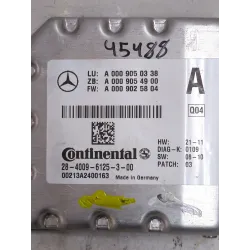 45488
LU: A 000 905 03 38
ZB: A 000 905 49 00
FW: A 000 902 58 04
A
004
HW: 21-11
DIAG-K: 0109
SW: 08-10
PATCH: 03
Continental
28-4009-6125-3-00
00213A2400163 Made in Germany